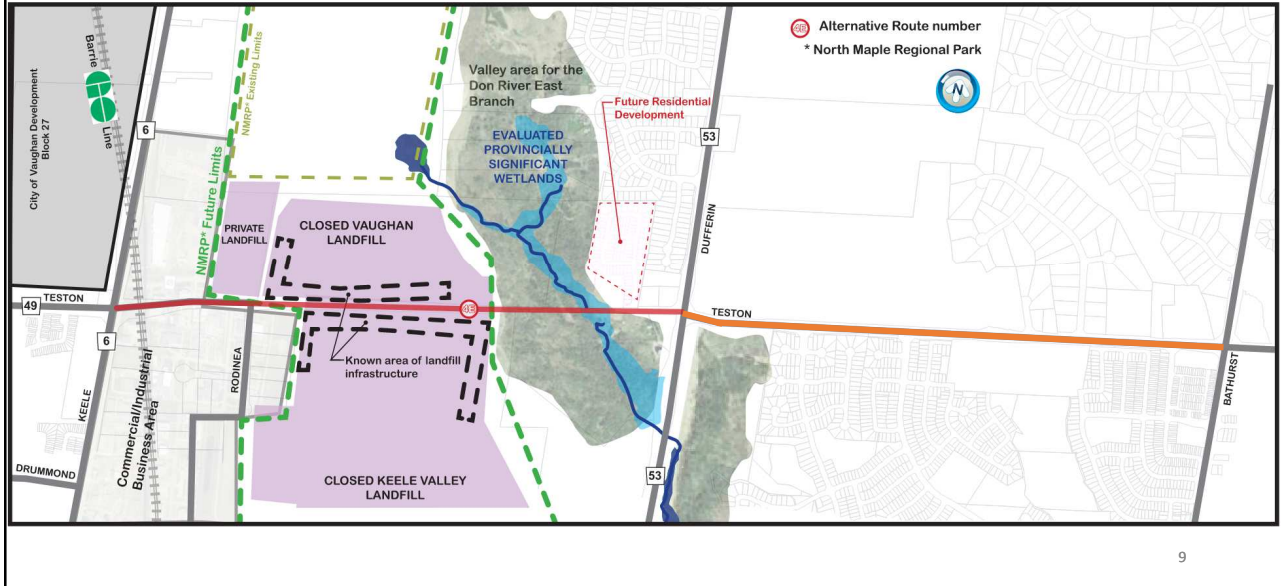 4E Alternative Route number
* North Maple Regional Park
N
Barrie
Line
City of Vaughan Development
Block 27
6
NMRP* Existing Limits
NMRP* Future Limits
Valley area for the
Don River East
Branch
EVALUATED
PROVINCIALLY
SIGNIFICANT
WETLANDS
Future Residential
Development
53
DUFFERIN
PRIVATE
LANDFILL
CLOSED VAUGHAN
LANDFILL
49
TESTON
4E
TESTON
6
KEELE
Commercial/Industrial
Business Area
RODINEA
Known area of landfill
infrastructure
BATHURST
DRUMMOND
CLOSED KEELE VALLEY
LANDFILL
53
9